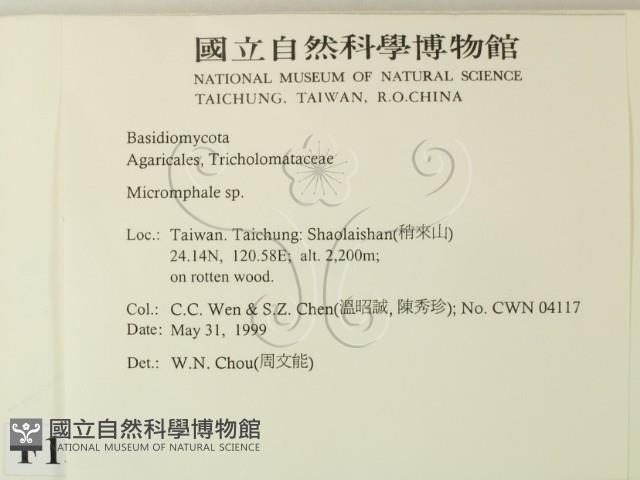 國立自然科學博物館
NATIONAL MUSEUM OF NATURAL SCIENCE
TAICHUNG, TAIWAN, R.O.CHINA
Basidiomycota
Agaricales, Tricholomataceae
Micromphale sp.
Loc.: Taiwan. Taichung: Shaolaishan(稍來山)
24.14N, 120.58E; alt. 2,200m;
on rotten wood.
Col.: C.C. Wen & S.Z. Chen(溫昭誠, 陳秀珍); No. CWN 04117
Date: May 31, 1999
Det.: W.N. Chou(周文能)
國立自然科學博物館
NATIONAL MUSEUM OF NATURAL SCIENCE